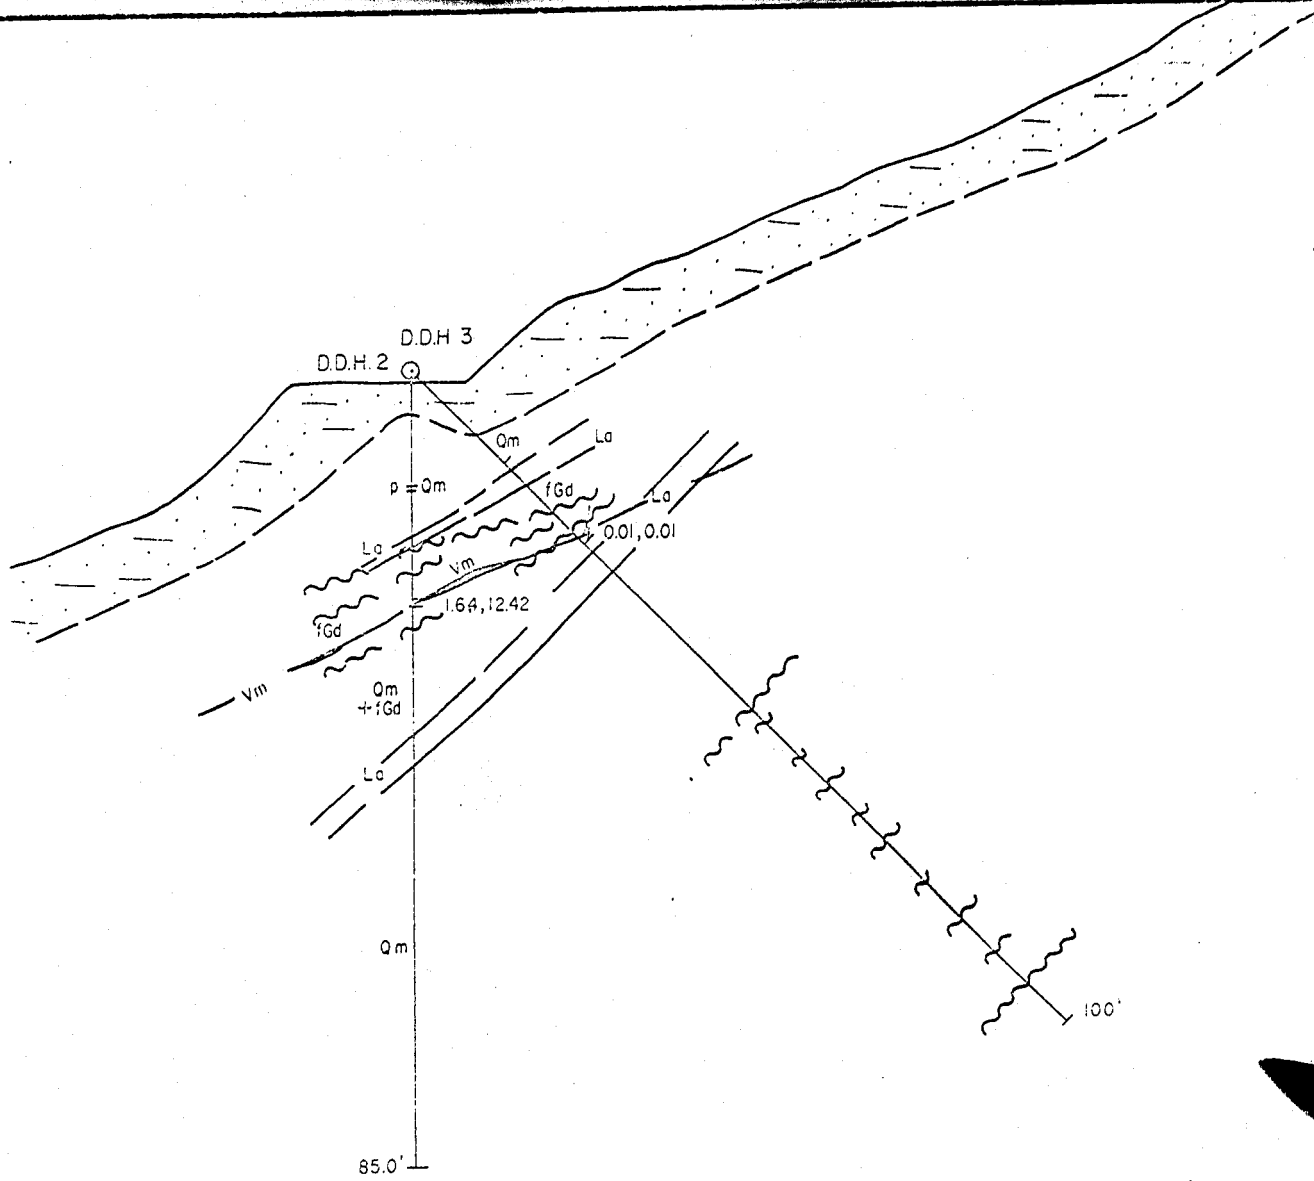 D.D.H 3
D.D.H. 2
Qm
La
p Qm
fGd
La
0.01, 0.01
La
Vm
1.64, 12.42
fGd
Vm
Qm
+fGd
La
Qm
100'
85.0'